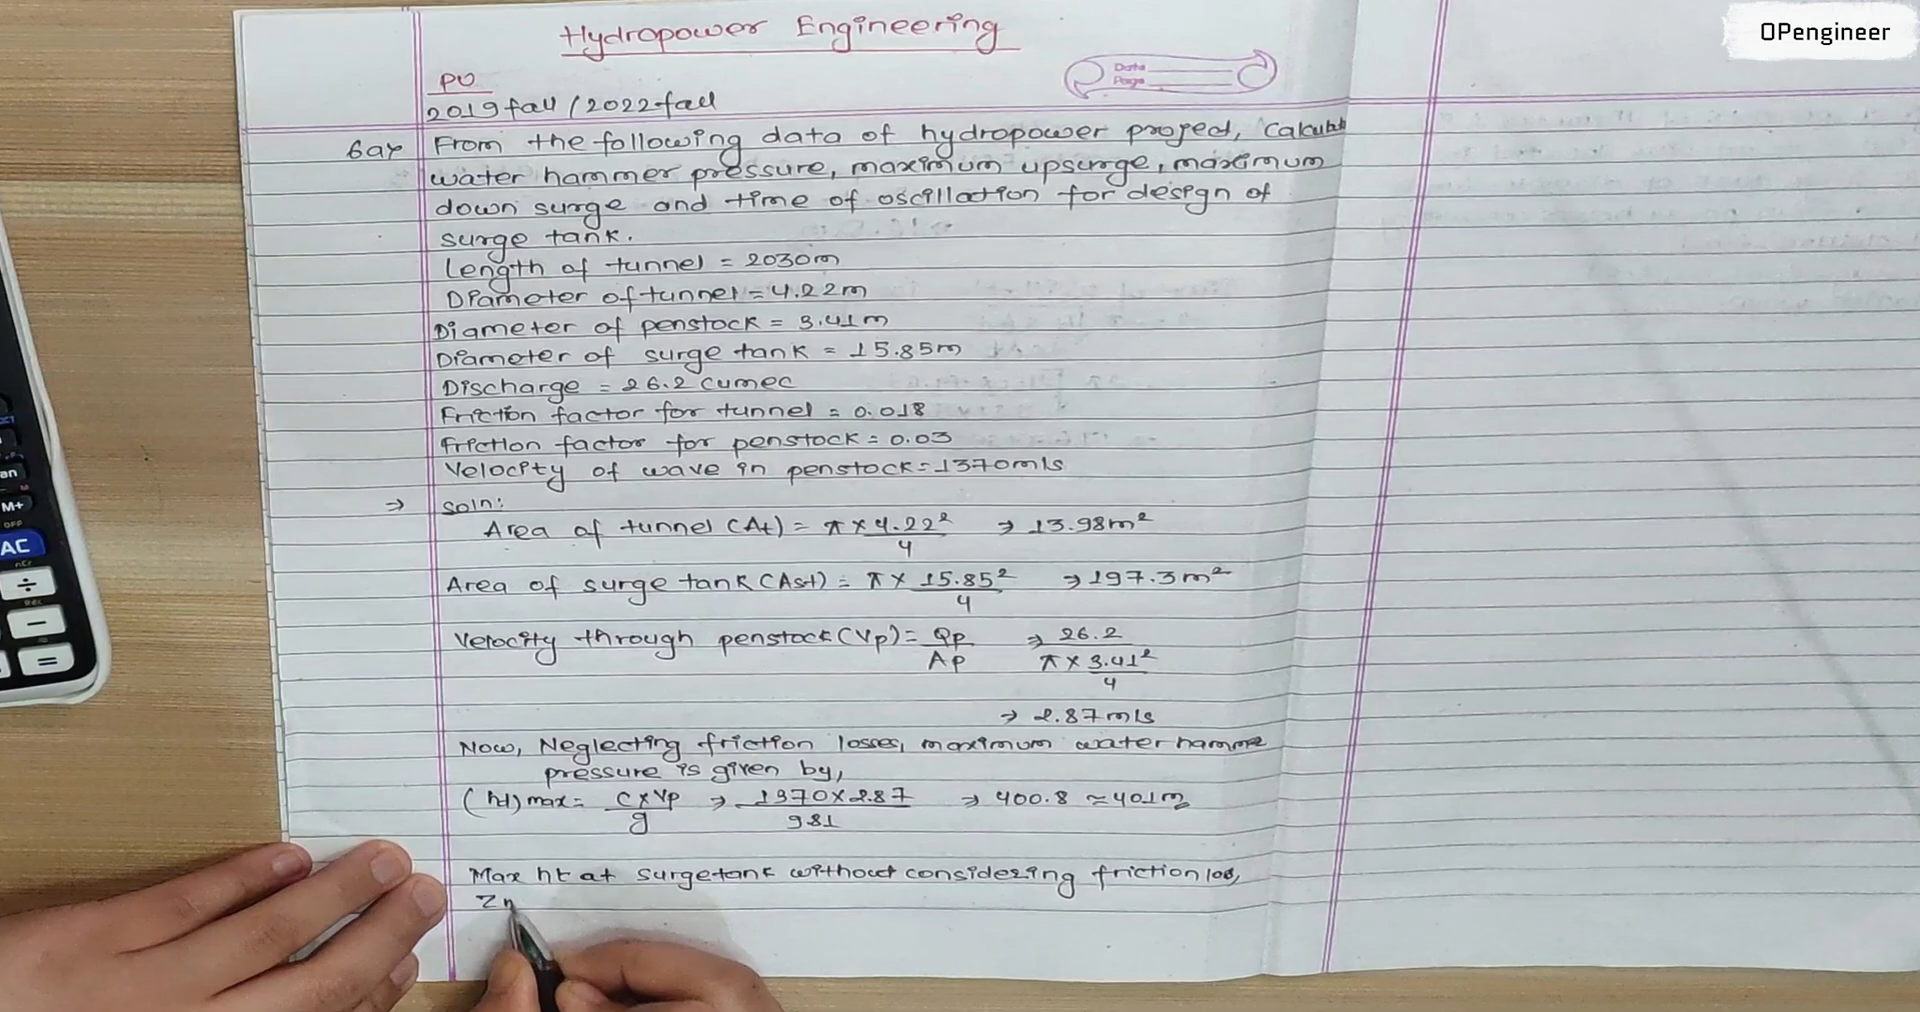 OPengineer
Hydropower Engineering
Date
Page
PU
2019 fall / 2022 fall
6a> From the following data of hydropower project, Calculate
water hammer pressure, maximum upsurge, maximum
down surge and time of oscillation for design of
surge tank.
Length of tunnel = 2030m
Diameter of tunnel = 4.22m
Diameter of penstock = 3.41m
Diameter of surge tank = 15.85m
Discharge = 26.2 cumec
Friction factor for tunnel = 0.018
Friction factor for penstock = 0.03
Velocity of wave in penstock = 1370m/s
→ Soln:
Area of tunnel (At) = π × 4.22² / 4 → 13.98m²
Area of surge tank (Ast) = π × 15.85² / 4 → 197.3m²
Velocity through penstock (Vp) = Qp / Ap → 26.2 / π × 3.41² / 4
→ 2.87m/s
Now, Neglecting friction losses, maximum water hammer
pressure is given by,
(hd) max = C×Vp / g → 1370×2.87 / 981 → 400.8 ≈ 401m
Max ht at surgetank without considering friction loss,
Z
M+
OFF
AC
÷
Rec
−
=